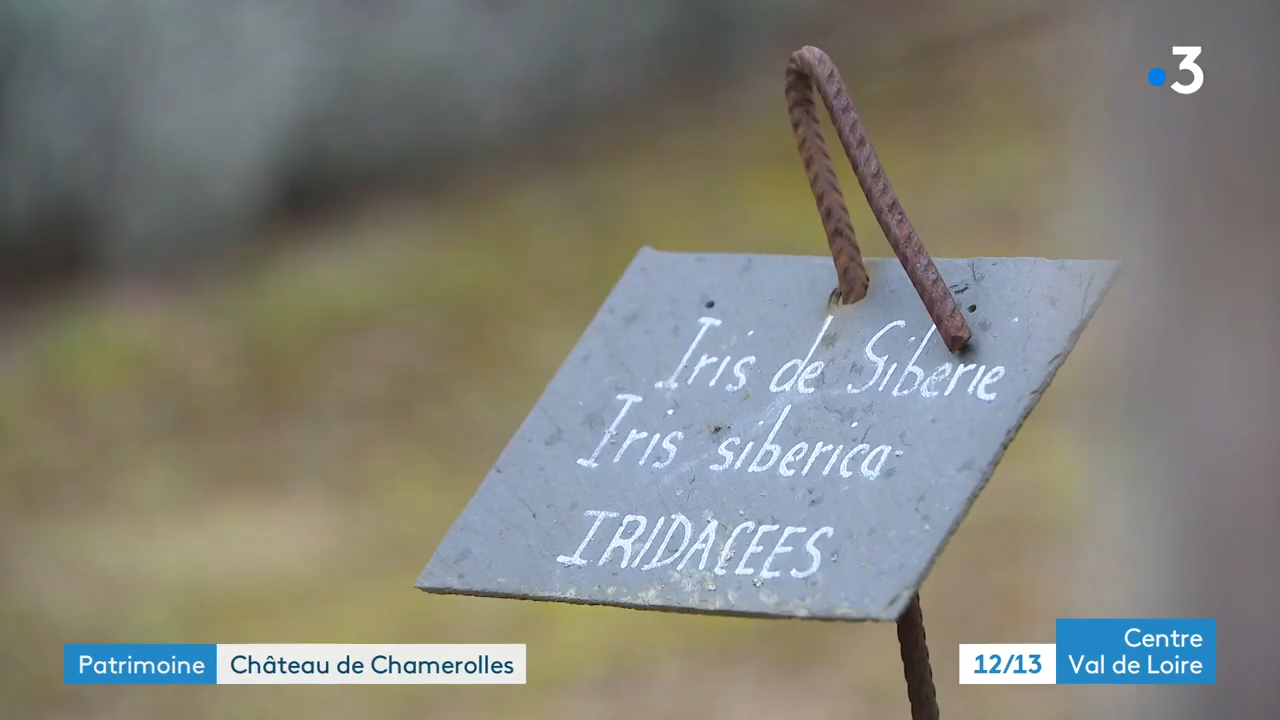 3
Iris de Siberie
Iris siberica
IRIDACEES
Patrimoine Château de Chamerolles
12/13 Centre
Val de Loire